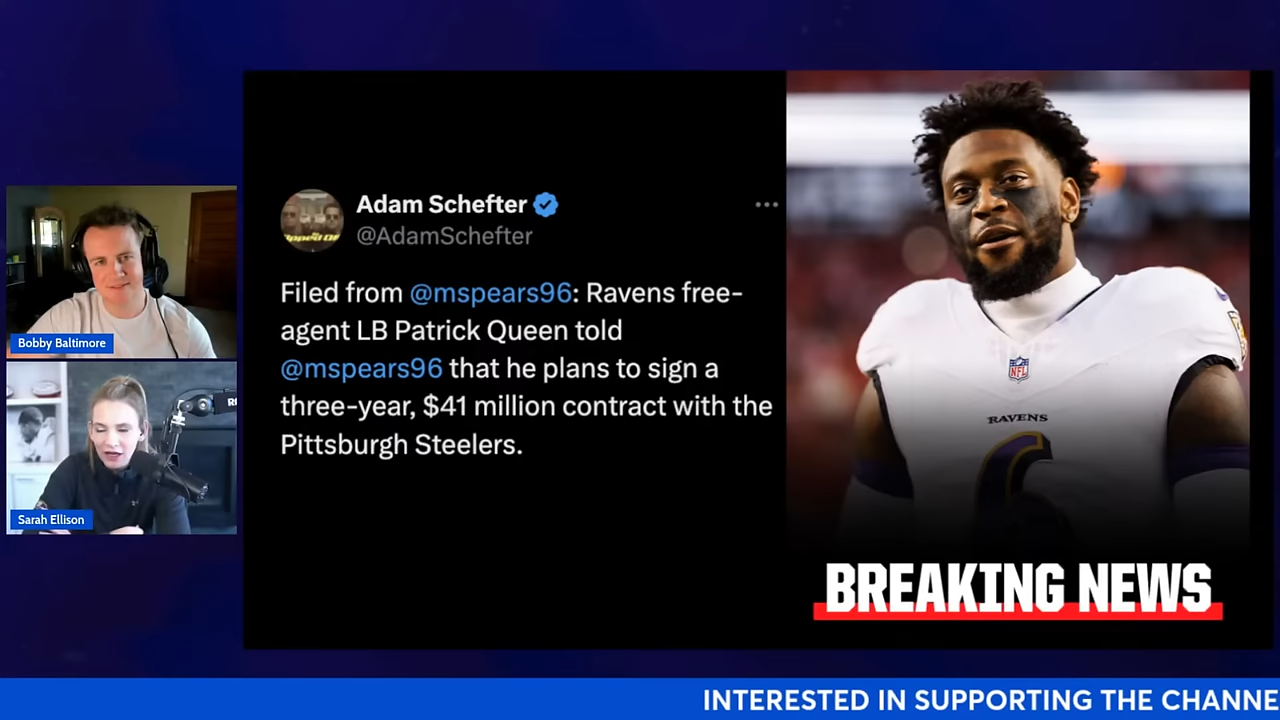 Adam Schefter
@AdamSchefter
Filed from @mspears96: Ravens free-
agent LB Patrick Queen told
@mspears96 that he plans to sign a
three-year, $41 million contract with the
Pittsburgh Steelers.
Bobby Baltimore
Sarah Ellison
NFL
RAVENS
6
BREAKING NEWS
INTERESTED IN SUPPORTING THE CHANNE